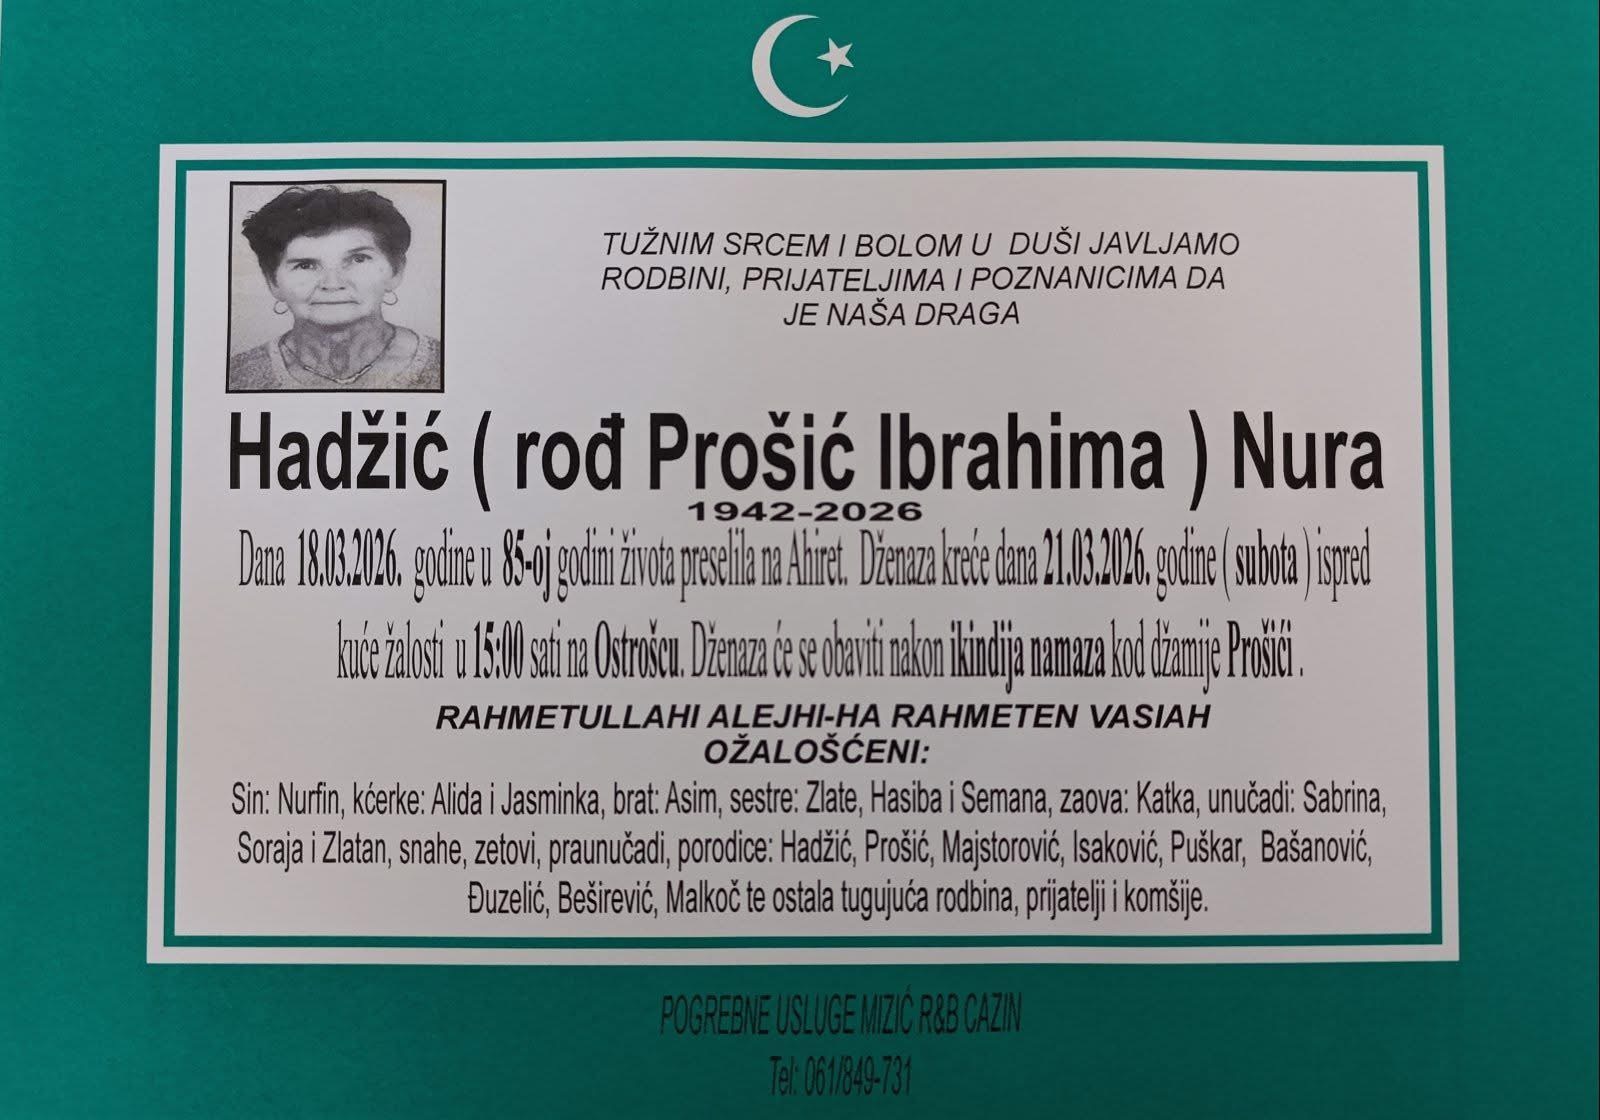 TUŽNIM SRCEM I BOLOM U DUŠI JAVLJAMO
RODBINI, PRIJATELJIMA I POZNANICIMA DA
JE NAŠA DRAGA
Hadžić ( rođ Prošić Ibrahima ) Nura
1942-2026
Dana 18.03.2026. godine u 85-oj godini života preselila na Ahiret. Dženaza kreće dana 21.03.2026. godine ( subota ) ispred
kuće žalosti u 15:00 sati na Ostrošcu. Dženaza će se obaviti nakon ikindija namaza kod džamije Prošići .
RAHMETULLAHI ALEJHI-HA RAHMETEN VASIAH
OŽALOŠĆENI:
Sin: Nurfin, kćerke: Alida i Jasminka, brat: Asim, sestre: Zlate, Hasiba i Semana, zaova: Katka, unučadi: Sabrina,
Soraja i Zlatan, snahe, zetovi, praunučadi, porodice: Hadžić, Prošić, Majstorović, Isaković, Puškar, Bašanović,
Đuzelić, Beširević, Malkoč te ostala tugujuća rodbina, prijatelji i komšije.
POGREBNE USLUGE MIZIĆ R&B CAZIN
Tel: 061/849-731